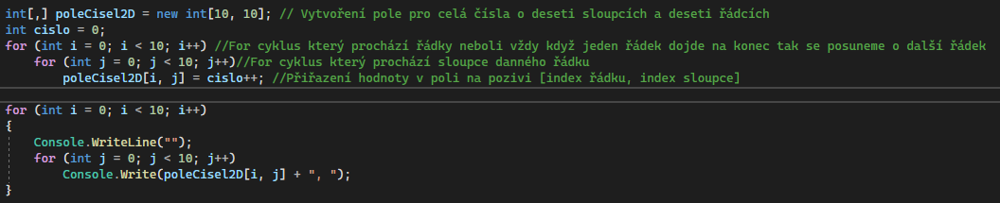 int[,] poleCisel2D = new int[10, 10]; // Vytvoření pole pro celá čísla o deseti sloupcích a deseti řádcích
int cislo = 0;
for (int i = 0; i < 10; i++) //For cyklus který prochází řádky neboli vždy když jeden řádek dojde na konec tak se posuneme o další řádek
    for (int j = 0; j < 10; j++)//For cyklus který prochází sloupce danného řádku
        poleCisel2D[i, j] = cislo++; //Přiřazení hodnoty v poli na pozivi [index řádku, index sloupce]
for (int i = 0; i < 10; i++)
{
    Console.WriteLine("");
    for (int j = 0; j < 10; j++)
        Console.Write(poleCisel2D[i, j] + ", ");
}